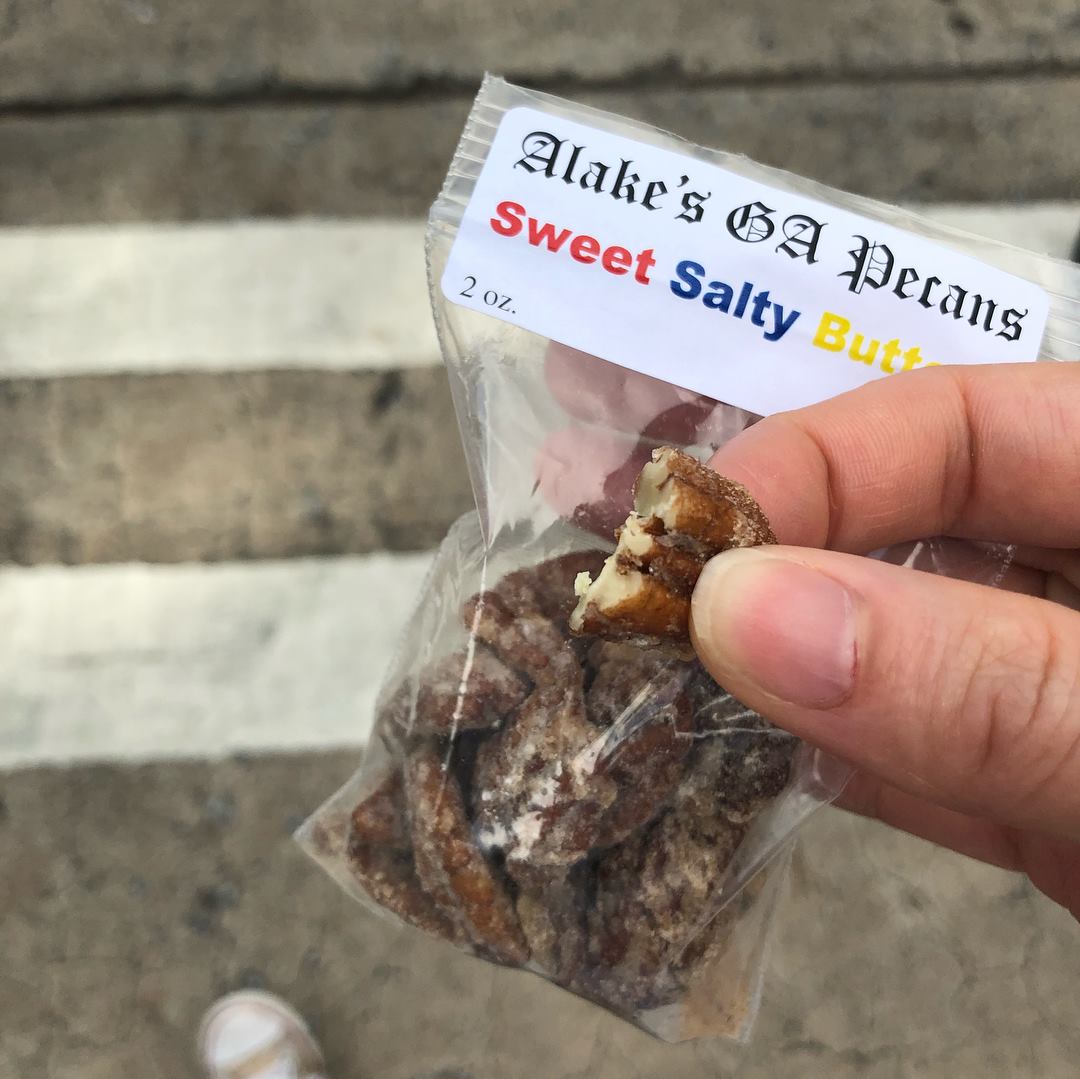 Alake's GA Pecans
Sweet Salty
2 oz.